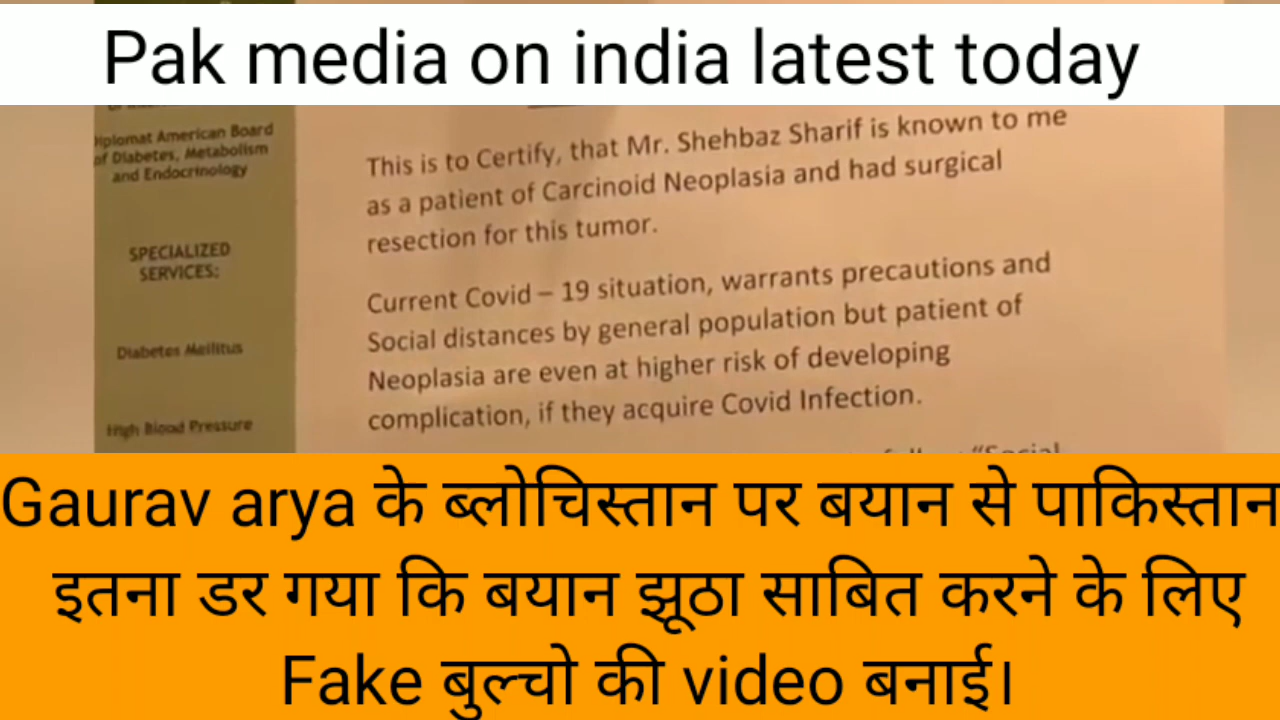 Pak media on india latest today
Diplomat American Board
of Diabetes, Metabolism
and Endocrinology
SPECIALIZED
SERVICES:
Diabetes Mellitus
High Blood Pressure
This is to Certify, that Mr. Shehbaz Sharif is known to me
as a patient of Carcinoid Neoplasia and had surgical
resection for this tumor.
Current Covid – 19 situation, warrants precautions and
Social distances by general population but patient of
Neoplasia are even at higher risk of developing
complication, if they acquire Covid Infection.
Gaurav arya के ब्लोचिस्तान पर बयान से पाकिस्तान
इतना डर गया कि बयान झूठा साबित करने के लिए
Fake बुल्चो की video बनाई।